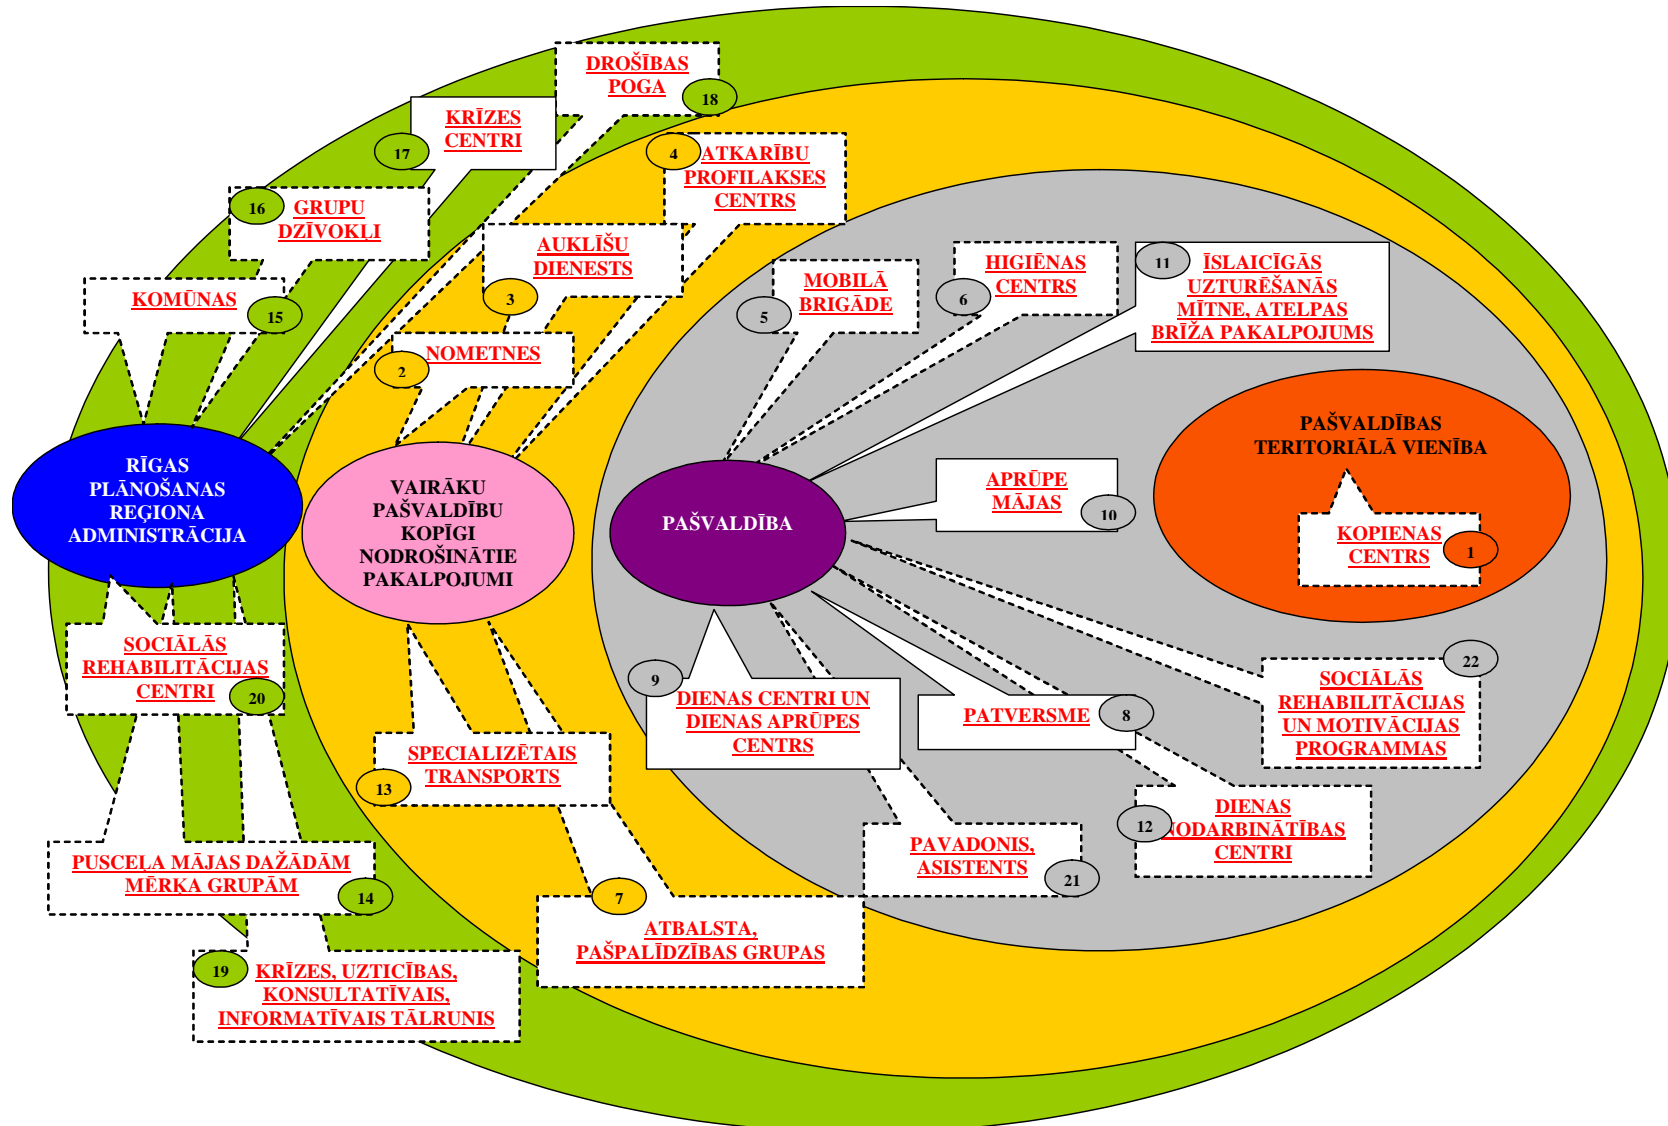 DROŠĪBAS
POGA
18
KRĪZES
CENTRI
17
4
ATKARĪBU
PROFILAKSES
CENTRS
16
GRUPU
DZĪVOKĻI
AUKLĪŠU
DIENESTS
3
KOMŪNAS
15
NOMETNES
2
MOBILĀ
BRIGĀDE
5
HIGIĒNAS
CENTRS
6
11
ĪSLAICĪGĀS
UZTURĒŠANĀS
MĪTNE, ATELPAS
BRĪŽA PAKALPOJUMS
RĪGAS
PLĀNOŠANAS
REĢIONA
ADMINISTRĀCIJA
VAIRĀKU
PAŠVALDĪBU
KOPĪGI
NODROŠINĀTIE
PAKALPOJUMI
PAŠVALDĪBA
APRŪPE
MĀJAS
10
PAŠVALDĪBAS
TERITORIĀLĀ VIENĪBA
KOPIENAS
CENTRS
1
SOCIĀLĀS
REHABILITĀCIJAS
CENTRI
20
9
DIENAS CENTRI UN
DIENAS APRŪPES
CENTRS
PATVERSME
8
22
SOCIĀLĀS
REHABILITĀCIJAS
UN MOTIVĀCIJAS
PROGRAMMAS
SPECIALIZĒTAIS
TRANSPORTS
13
DIENAS
NODARBINĀTĪBAS
CENTRI
12
PUSCEĻA MĀJAS DAŽĀDĀM
MĒRĶA GRUPĀM
14
PAVADONIS,
ASISTENTS
21
7
ATBALSTA,
PAŠPALĪDZĪBAS GRUPAS
19
KRĪZES, UZTICĪBAS,
KONSULTATĪVAIS,
INFORMATĪVAIS TĀLRUNIS